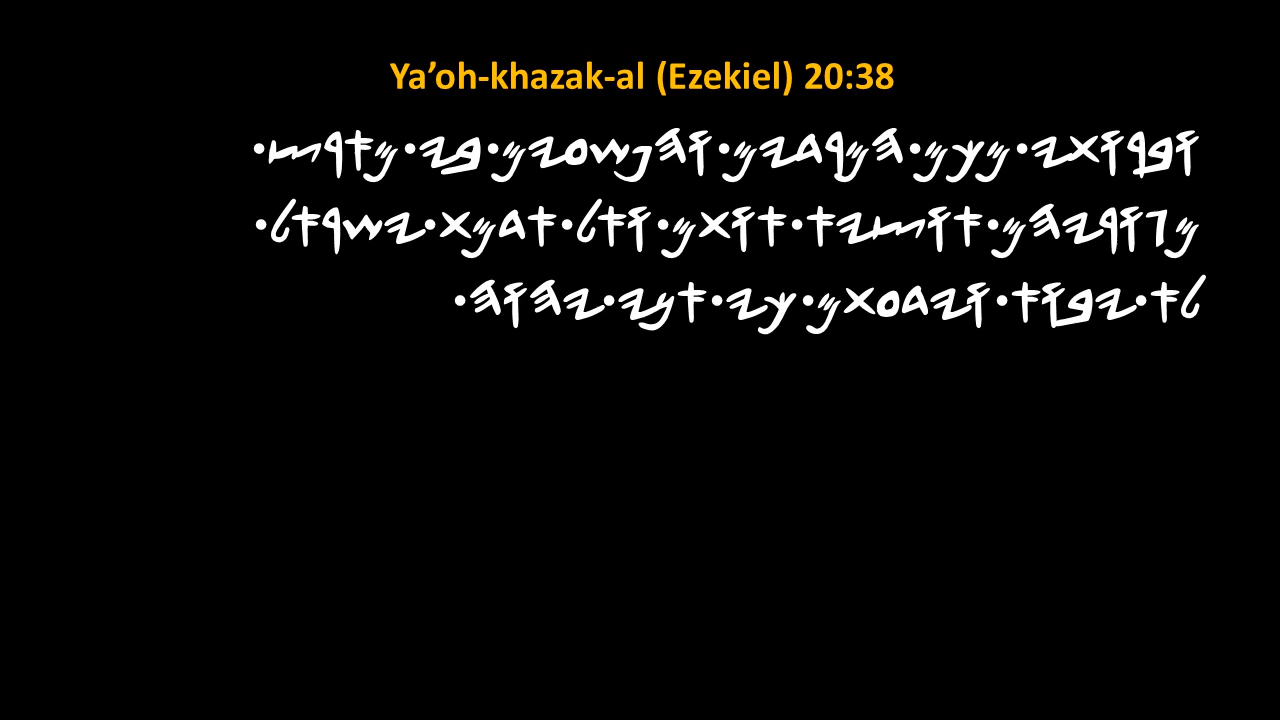 Ya’oh-khazak-al (Ezekiel) 20:38
𐤅𐤁𐤓𐤅𐤕𐤉•𐤌𐤊𐤌•𐤄𐤌𐤓𐤃𐤉𐤌•𐤅𐤄𐤐𐤔𐤏𐤉𐤌•𐤁𐤉•𐤌𐤀𐤓𐤑•
𐤌𐤂𐤅𐤓𐤉𐤄𐤌•𐤀𐤅𐤑𐤉𐤀•𐤀𐤅𐤕𐤌•𐤅𐤀𐤋•𐤀𐤃𐤌𐤕•𐤉𐤔𐤓𐤀𐤋•
𐤋𐤀•𐤉𐤁𐤅𐤀•𐤅𐤉𐤃𐤏𐤕𐤌•𐤊𐤉•𐤀𐤍𐤉•𐤉𐤄𐤅𐤄•